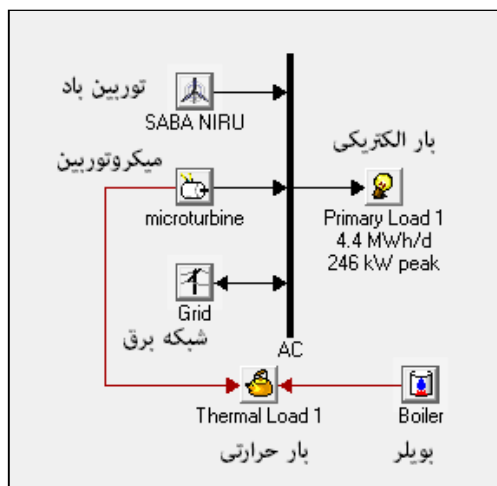 توربین باد
SABA NIRU
میکروتوربین
microturbine
بار الکتریکی
Primary Load 1
4.4 MWh/d
246 kW peak
Grid
شبکه برق
AC
Thermal Load 1
بار حرارتی
Boiler
بویلر